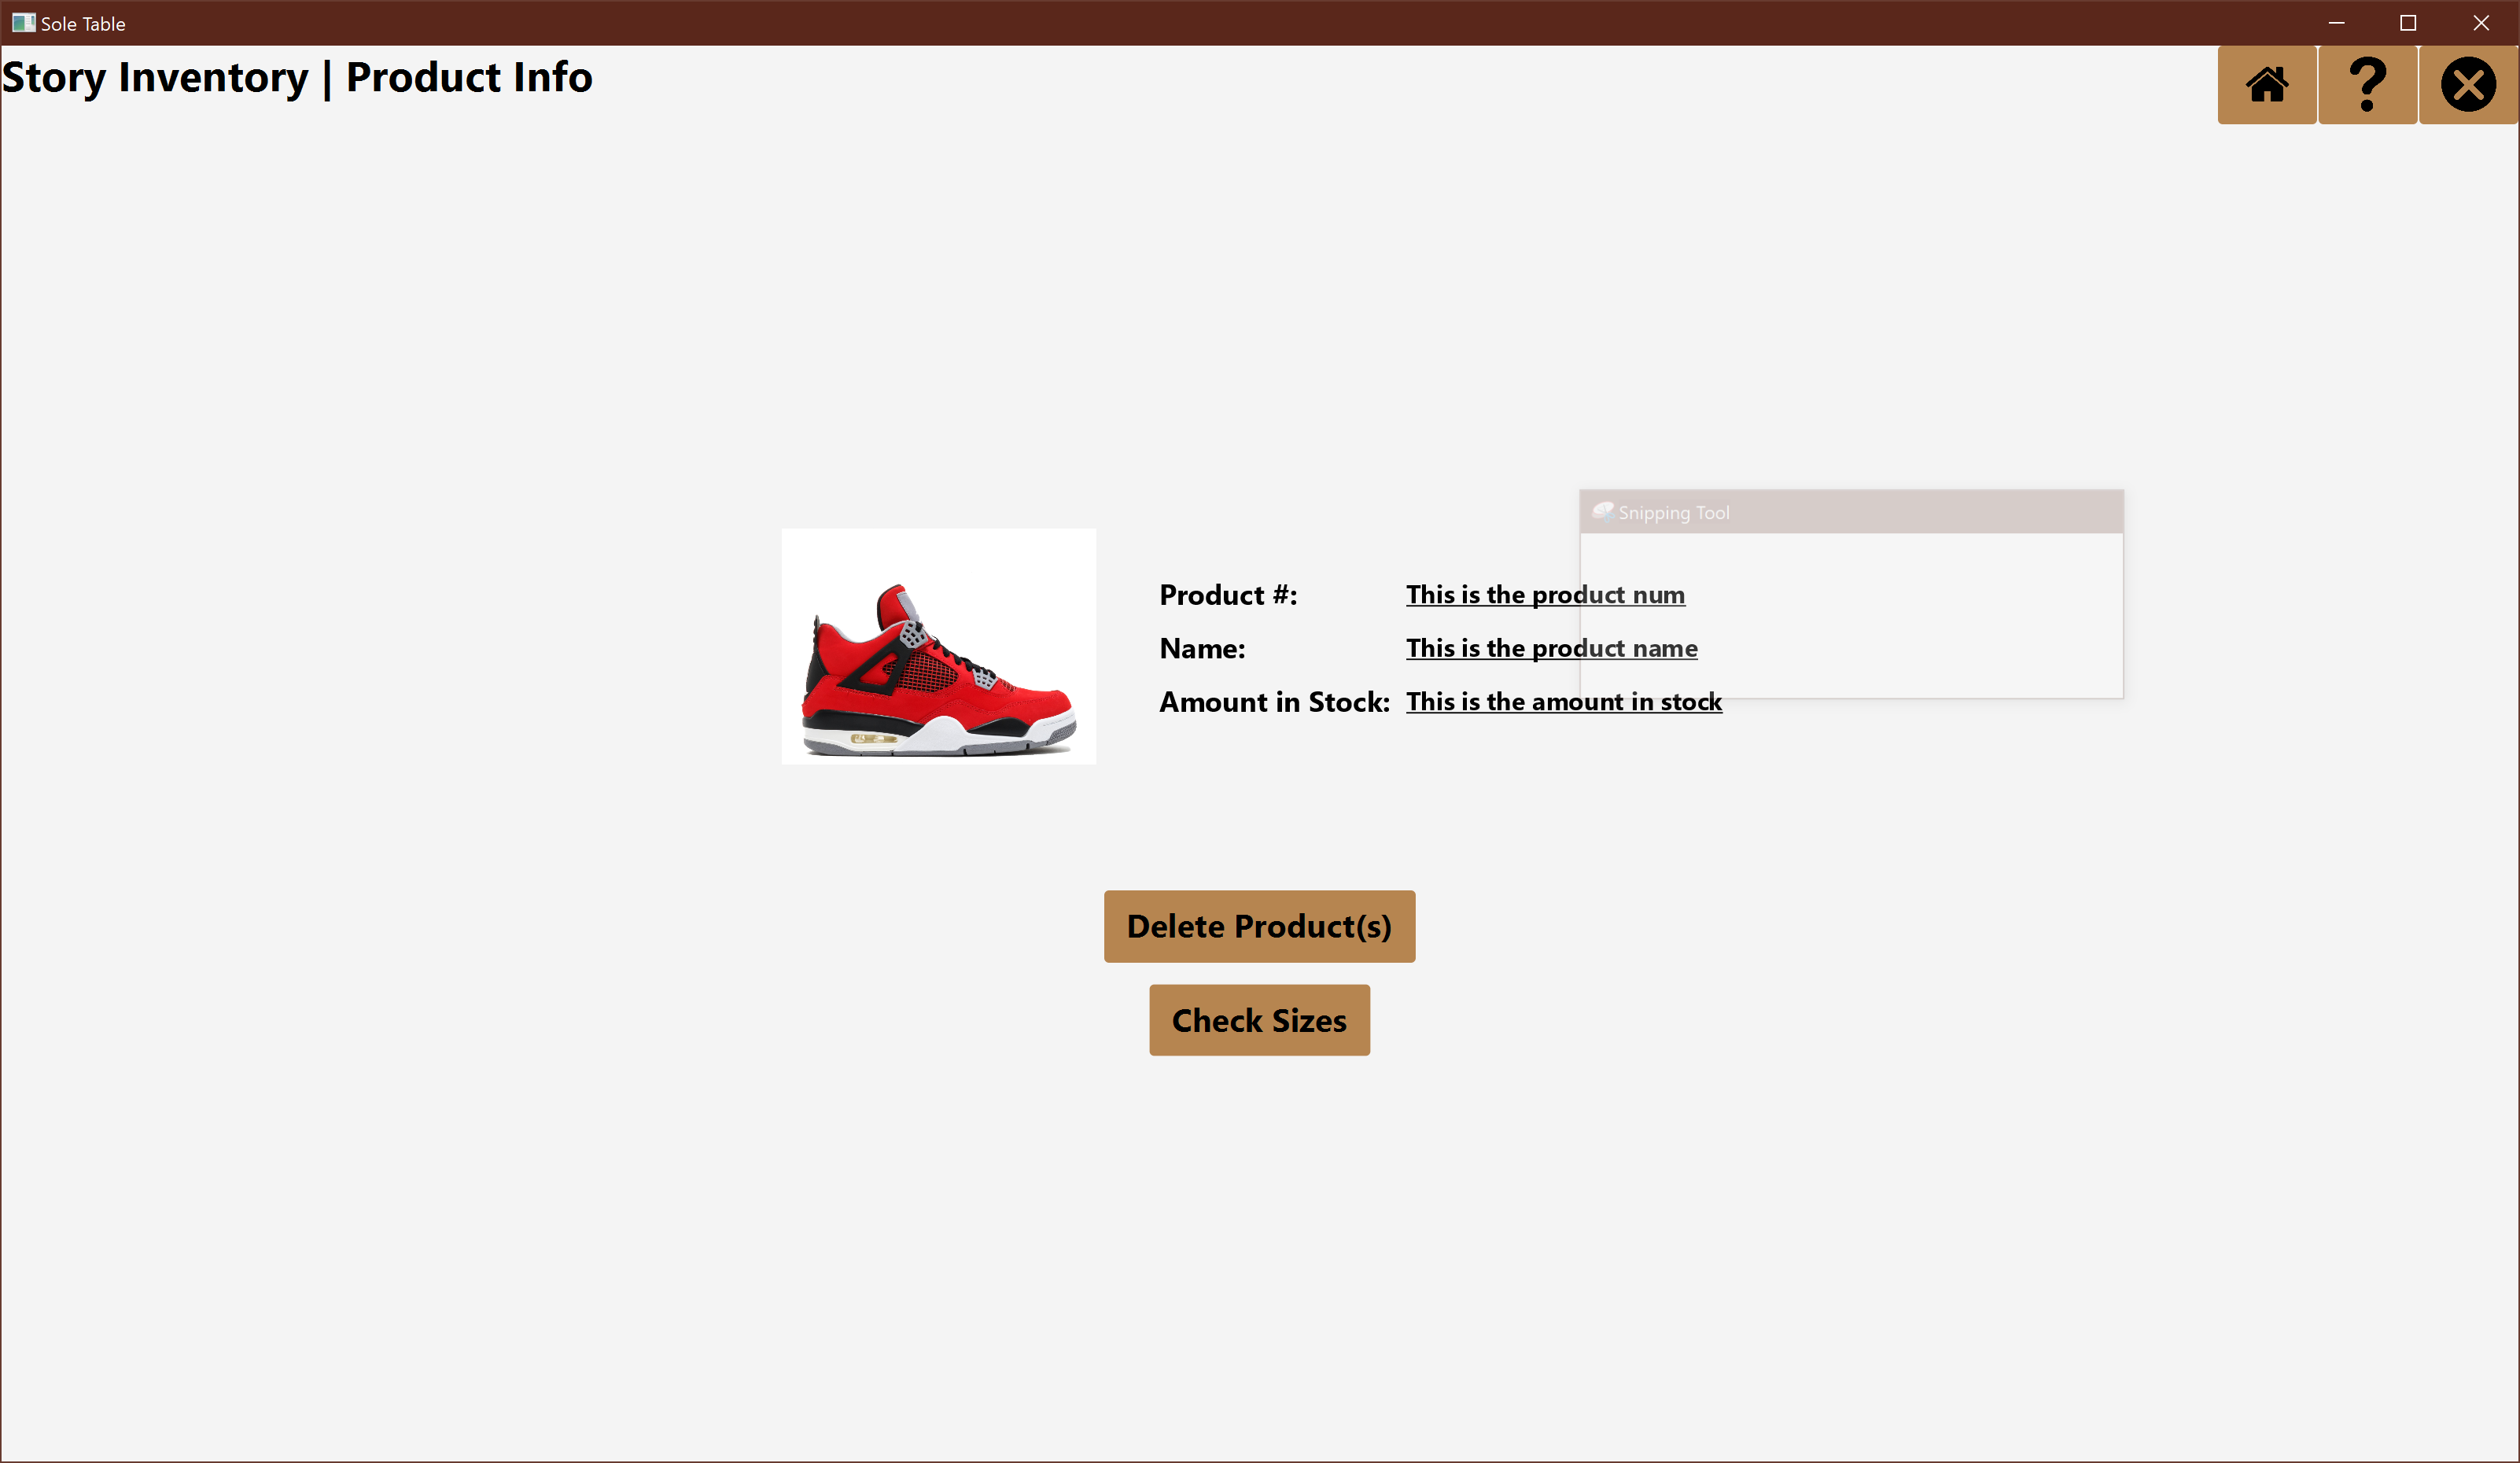 Sole Table
Story Inventory | Product Info
Snipping Tool
Product #: This is the product num
Name: This is the product name
Amount in Stock: This is the amount in stock
Delete Product(s)
Check Sizes